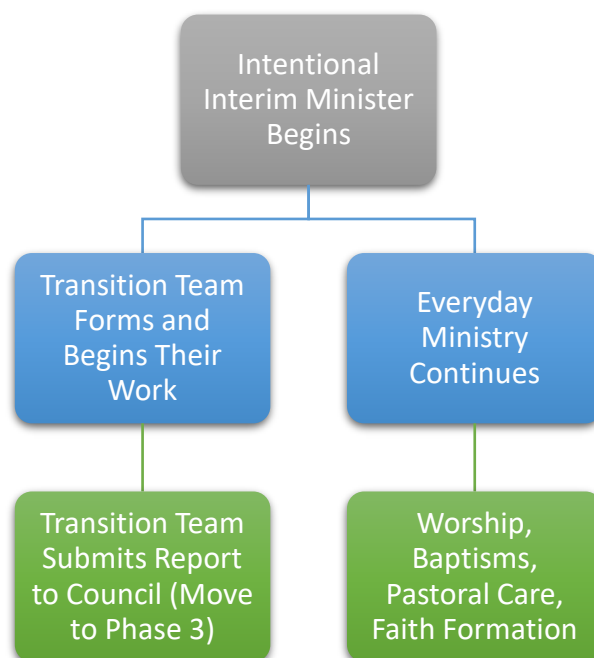 Intentional
Interim Minister
Begins
Transition Team
Forms and
Begins Their
Work
Everyday
Ministry
Continues
Transition Team
Submits Report
to Council (Move
to Phase 3)
Worship,
Baptisms,
Pastoral Care,
Faith Formation